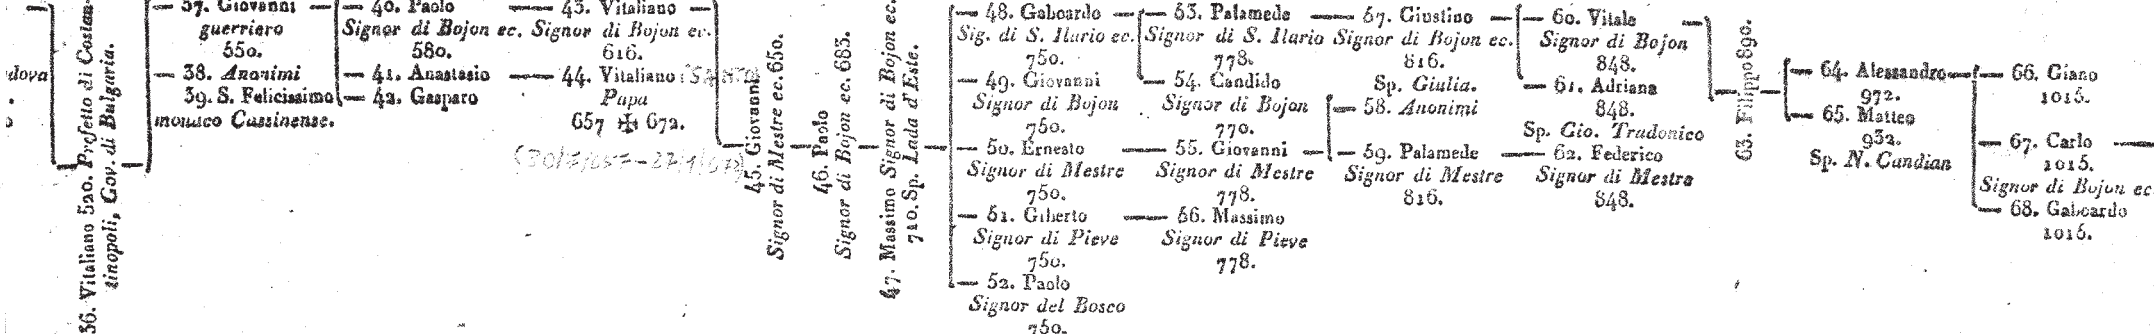 dova
36. Vitaliano 520. Prefetto di Costan-
tinopoli, Gov. di Bulgaria.
37. Giovanni
guerriero
550.
38. Anonimi
39. S. Felicissimo
monaco Cassinense.
40. Paolo
Signor di Bojon ec.
580.
41. Anastasio
42. Gasparo
43. Vitaliano
Signor di Bojon ec.
616.
44. Vitaliano SANTO
Papa
657 ✠ 672.
45. Giovanni
Signor di Mestre ec. 650.
46. Paolo
Signor di Bojon ec. 683.
47. Massimo Signor di Bojon ec.
710. Sp. Lada d'Este.
48. Gaboardo
Sig. di S. Ilario ec.
750.
49. Giovanni
Signor di Bojon
750.
50. Ernesto
Signor di Mestre
750.
51. Giberto
Signor di Pieve
750.
52. Paolo
Signor del Bosco
750.
53. Palamede
Signor di S. Ilario
778.
54. Candido
Signor di Bojon
770.
55. Giovanni
Signor di Mestre
778.
56. Massimo
Signor di Pieve
778.
57. Giustino
Signor di Bojon ec.
816.
Sp. Giulia.
58. Anonimi
59. Palamede
Signor di Mestre
816.
60. Vitale
Signor di Bojon
848.
61. Adriana
848.
Sp. Gio. Tradonico
62. Federico
Signor di Mestre
848.
63. Filippo 890.
64. Alessandro
972.
65. Matteo
932.
Sp. N. Candian
66. Giano
1015.
67. Carlo
1015.
Signor di Bojon ec
68. Gaboardo
1015.